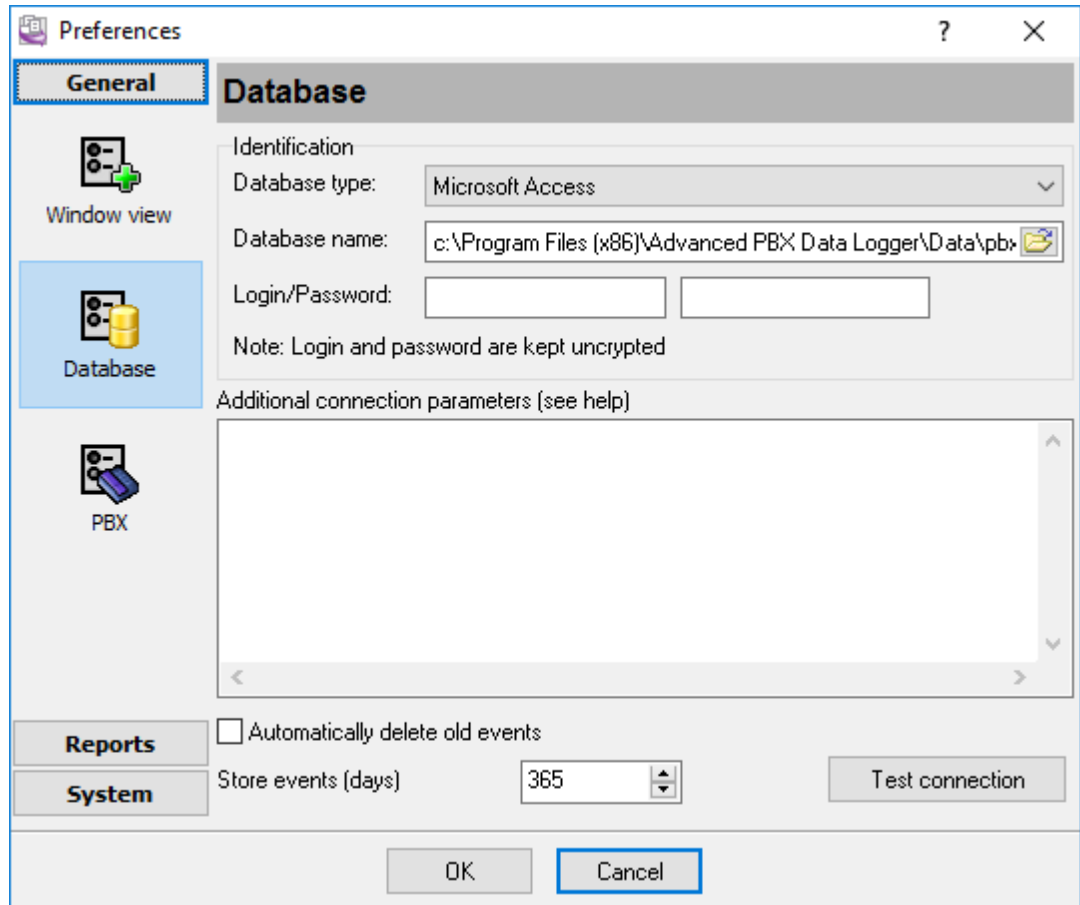 Preferences
?
General
Database
Window view
Database
PBX
Identification
Database type:
Microsoft Access
Database name:
c:\Program Files (x86)\Advanced PBX Data Logger\Data\pbx
Login/Password:
Note: Login and password are kept uncrypted
Additional connection parameters (see help)
Reports
System
Automatically delete old events
Store events (days)
365
Test connection
OK
Cancel